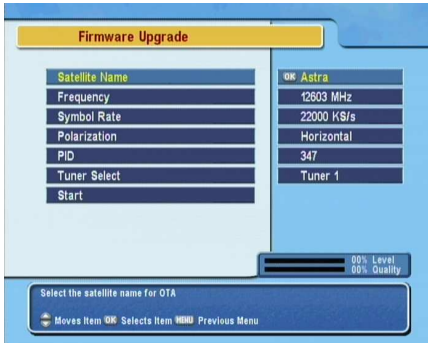 Firmware Upgrade
Satellite Name OK Astra
Frequency 12603 MHz
Symbol Rate 22000 KS/s
Polarization Horizontal
PID 347
Tuner Select Tuner 1
Start
00% Level
00% Quality
Select the satellite name for OTA
Moves Item OK Selects Item MENU Previous Menu